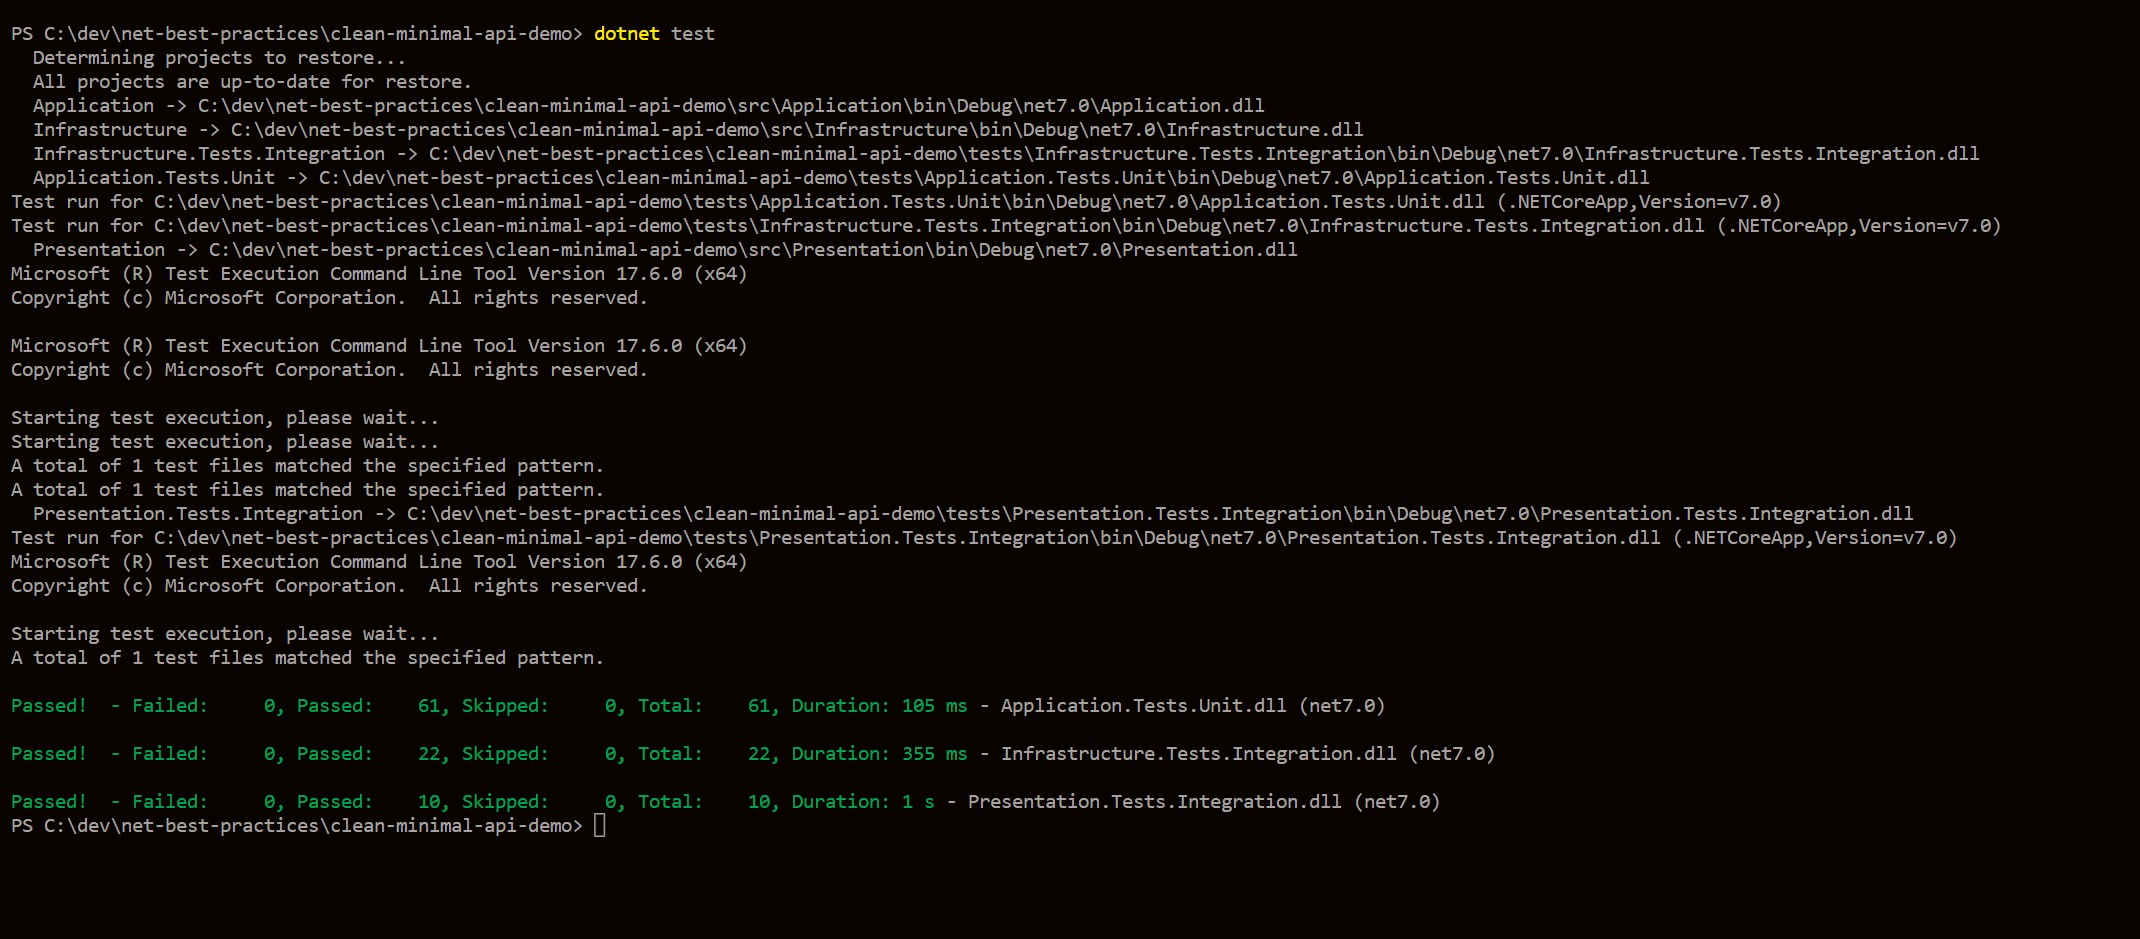 PS C:\dev\net-best-practices\clean-minimal-api-demo> dotnet test
  Determining projects to restore...
  All projects are up-to-date for restore.
  Application -> C:\dev\net-best-practices\clean-minimal-api-demo\src\Application\bin\Debug\net7.0\Application.dll
  Infrastructure -> C:\dev\net-best-practices\clean-minimal-api-demo\src\Infrastructure\bin\Debug\net7.0\Infrastructure.dll
  Infrastructure.Tests.Integration -> C:\dev\net-best-practices\clean-minimal-api-demo\tests\Infrastructure.Tests.Integration\bin\Debug\net7.0\Infrastructure.Tests.Integration.dll
  Application.Tests.Unit -> C:\dev\net-best-practices\clean-minimal-api-demo\tests\Application.Tests.Unit\bin\Debug\net7.0\Application.Tests.Unit.dll
Test run for C:\dev\net-best-practices\clean-minimal-api-demo\tests\Application.Tests.Unit\bin\Debug\net7.0\Application.Tests.Unit.dll (.NETCoreApp,Version=v7.0)
Test run for C:\dev\net-best-practices\clean-minimal-api-demo\tests\Infrastructure.Tests.Integration\bin\Debug\net7.0\Infrastructure.Tests.Integration.dll (.NETCoreApp,Version=v7.0)
  Presentation -> C:\dev\net-best-practices\clean-minimal-api-demo\src\Presentation\bin\Debug\net7.0\Presentation.dll
Microsoft (R) Test Execution Command Line Tool Version 17.6.0 (x64)
Copyright (c) Microsoft Corporation.  All rights reserved.

Microsoft (R) Test Execution Command Line Tool Version 17.6.0 (x64)
Copyright (c) Microsoft Corporation.  All rights reserved.

Starting test execution, please wait...
Starting test execution, please wait...
A total of 1 test files matched the specified pattern.
A total of 1 test files matched the specified pattern.
  Presentation.Tests.Integration -> C:\dev\net-best-practices\clean-minimal-api-demo\tests\Presentation.Tests.Integration\bin\Debug\net7.0\Presentation.Tests.Integration.dll
Test run for C:\dev\net-best-practices\clean-minimal-api-demo\tests\Presentation.Tests.Integration\bin\Debug\net7.0\Presentation.Tests.Integration.dll (.NETCoreApp,Version=v7.0)
Microsoft (R) Test Execution Command Line Tool Version 17.6.0 (x64)
Copyright (c) Microsoft Corporation.  All rights reserved.

Starting test execution, please wait...
A total of 1 test files matched the specified pattern.

Passed!  - Failed:     0, Passed:    61, Skipped:     0, Total:    61, Duration: 105 ms - Application.Tests.Unit.dll (net7.0)

Passed!  - Failed:     0, Passed:    22, Skipped:     0, Total:    22, Duration: 355 ms - Infrastructure.Tests.Integration.dll (net7.0)

Passed!  - Failed:     0, Passed:    10, Skipped:     0, Total:    10, Duration: 1 s - Presentation.Tests.Integration.dll (net7.0)
PS C:\dev\net-best-practices\clean-minimal-api-demo>